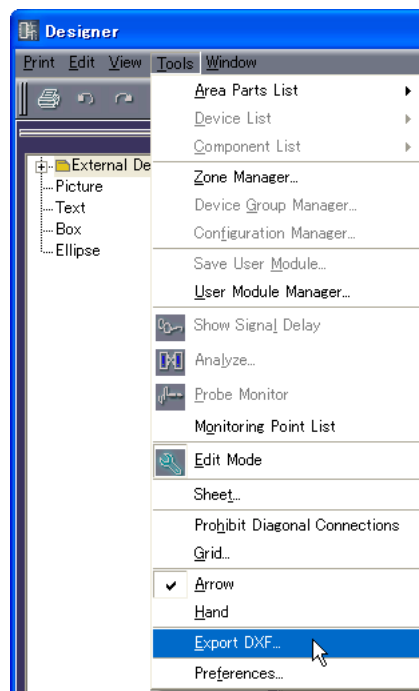 Designer
Print Edit View Tools Window
Area Parts List
Device List
Component List
External De
Picture
Text
Box
Ellipse
Zone Manager...
Device Group Manager...
Configuration Manager...
Save User Module...
User Module Manager...
Show Signal Delay
Analyze...
Probe Monitor
Monitoring Point List
Edit Mode
Sheet...
Prohibit Diagonal Connections
Grid...
Arrow
Hand
Export DXF...
Preferences...